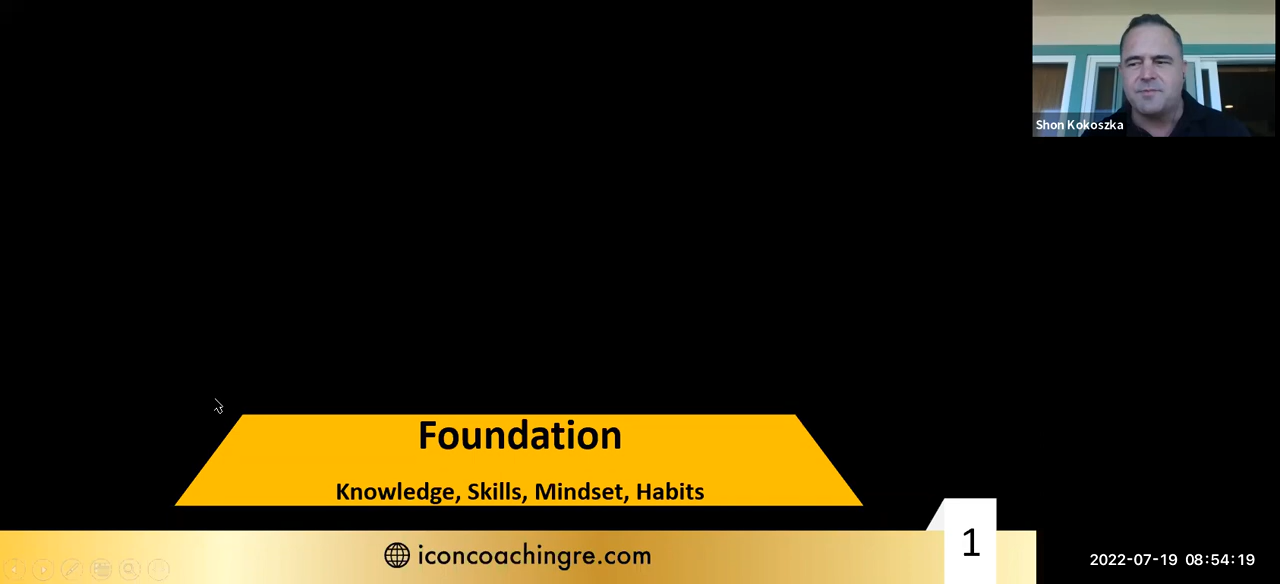 Shon Kokoszka
Foundation
Knowledge, Skills, Mindset, Habits
iconcoachingre.com
1
2022-07-19 08:54:19